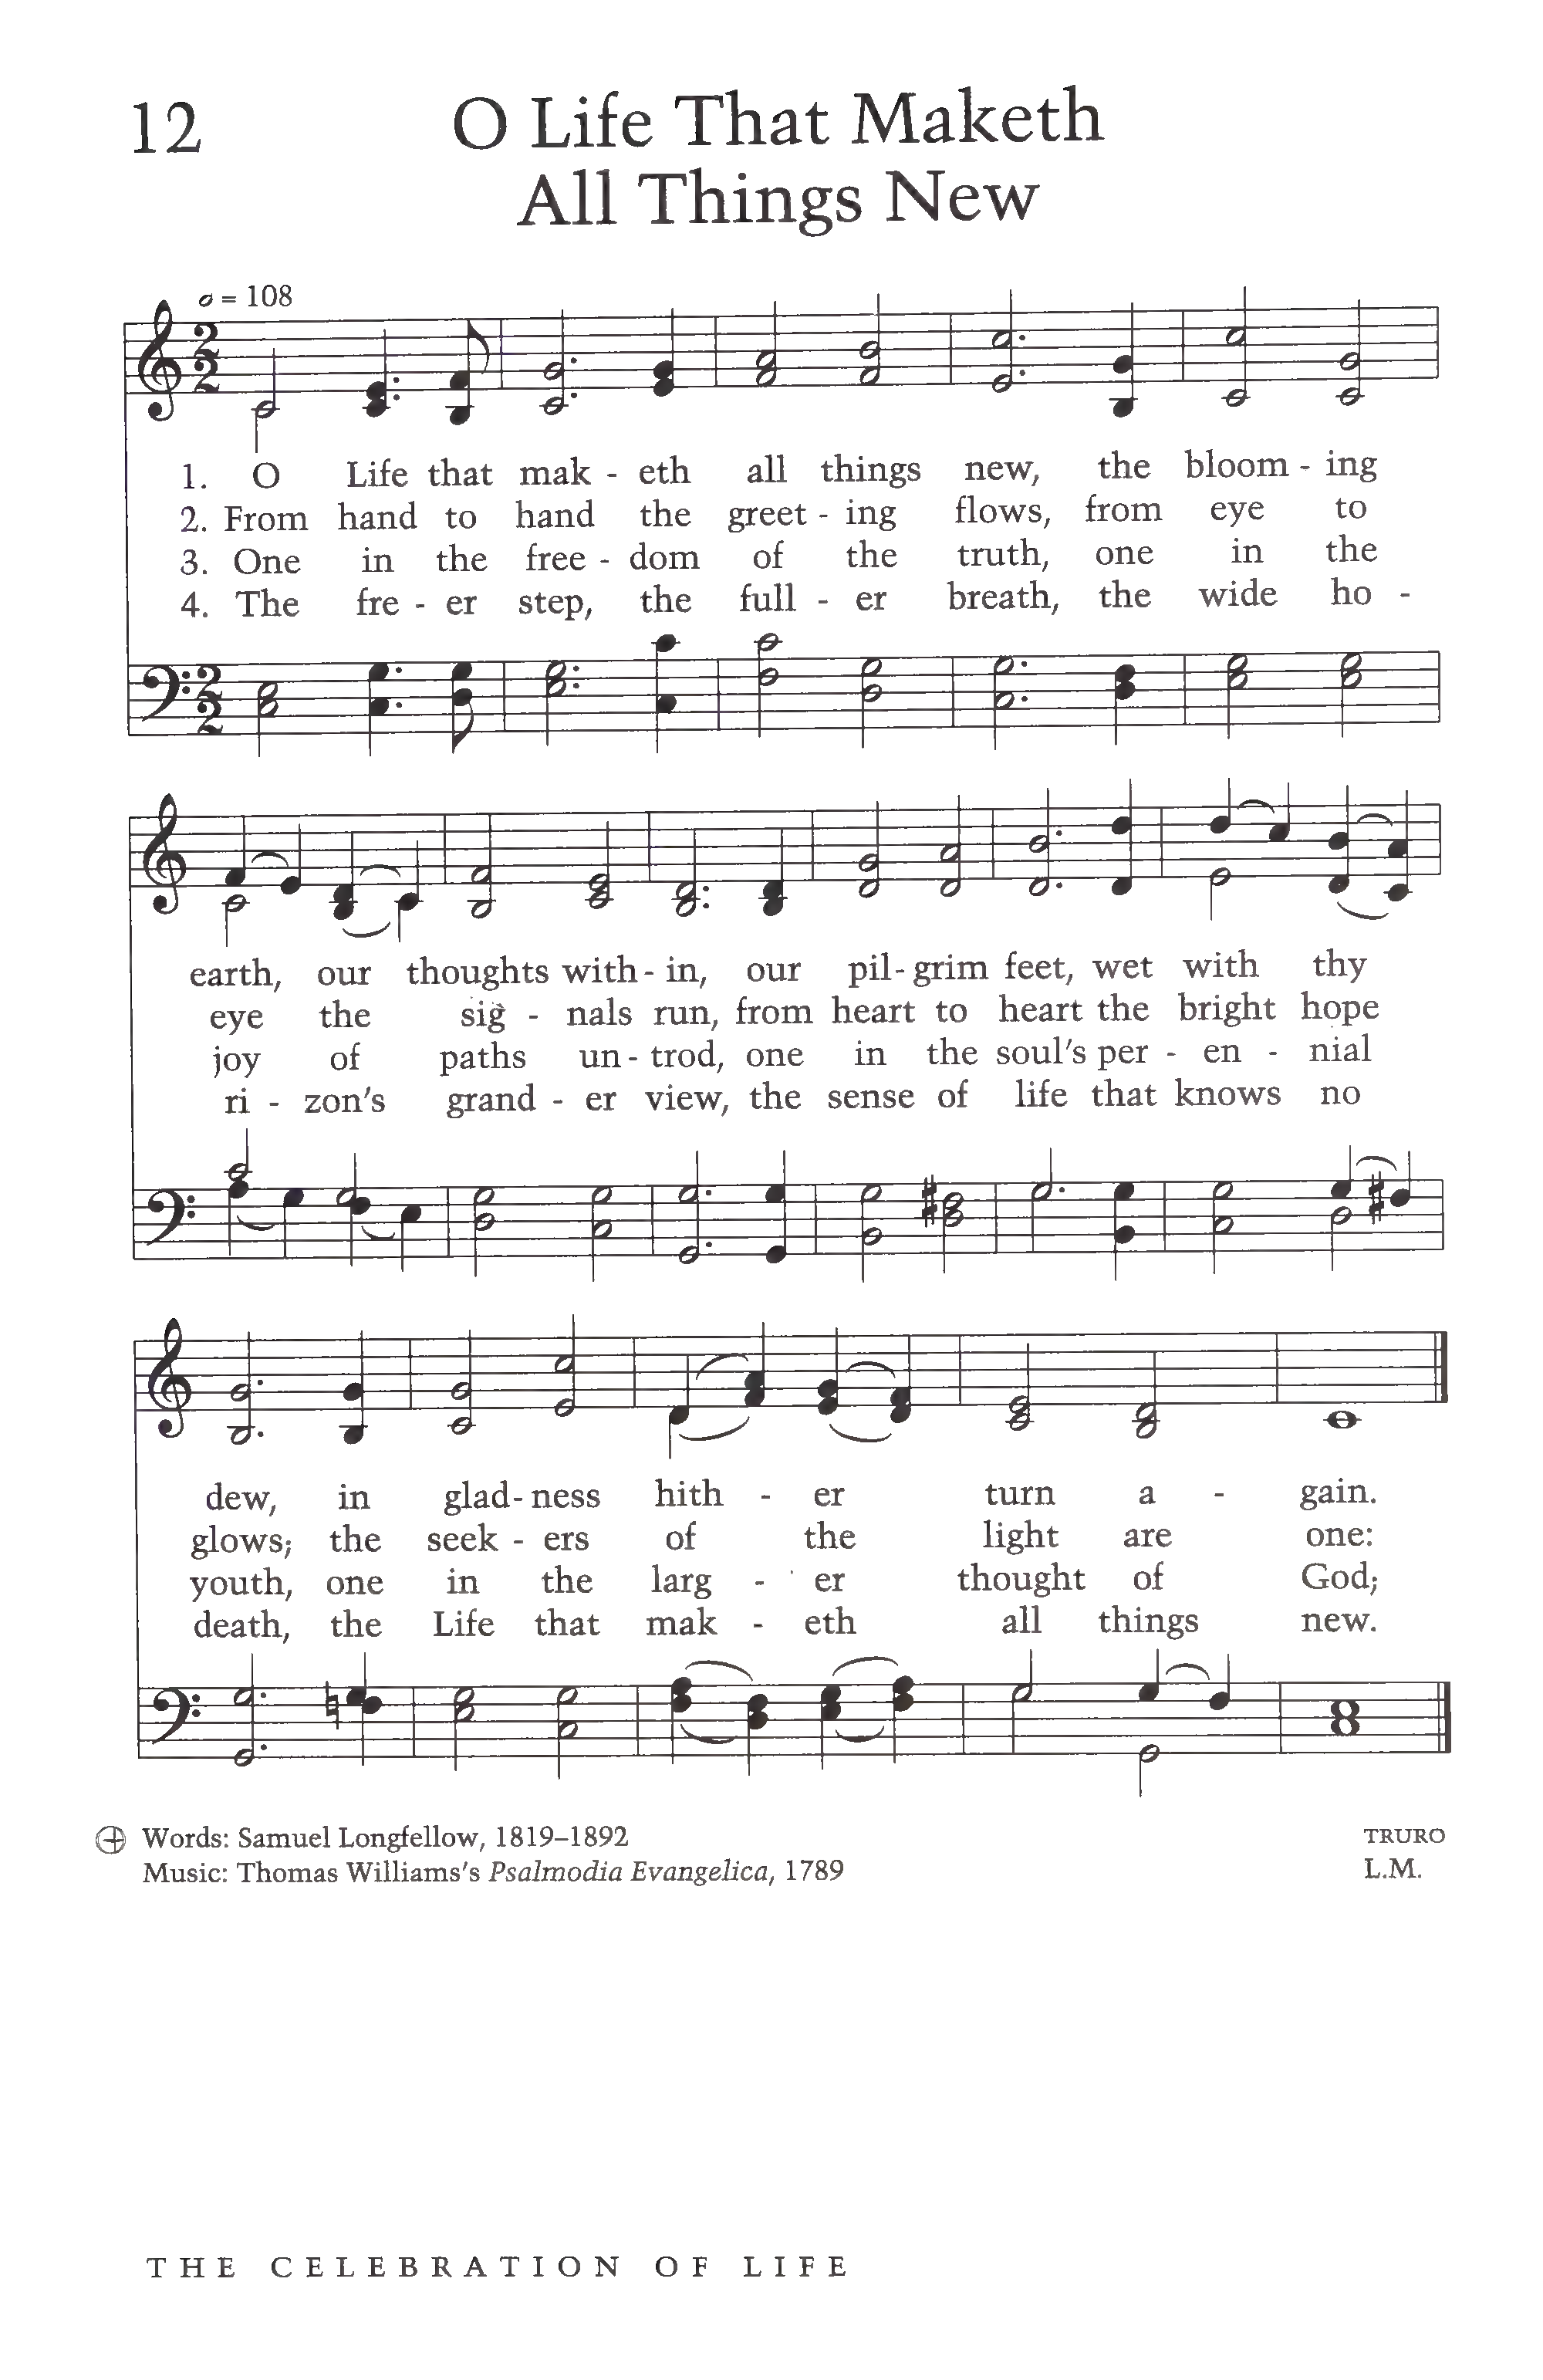 12
O Life That Maketh
All Things New
= 108
1. O Life that mak - eth all things new, the bloom - ing
2. From hand to hand the greet - ing flows, from eye to
3. One in the free - dom of the truth, one in the
4. The fre - er step, the full - er breath, the wide ho -
earth, our thoughts with - in, our pil - grim feet, wet with thy
eye the sig - nals run, from heart to heart the bright hope
joy of paths un - trod, one in the soul's per - en - nial
ri - zon's grand - er view, the sense of life that knows no
dew, in glad - ness hith - er turn a - gain.
glows; the seek - ers of the light are one:
youth, one in the larg - er thought of God;
death, the Life that mak - eth all things new.
Words: Samuel Longfellow, 1819–1892 TRURO
Music: Thomas Williams's Psalmodia Evangelica, 1789 L.M.
THE CELEBRATION OF LIFE